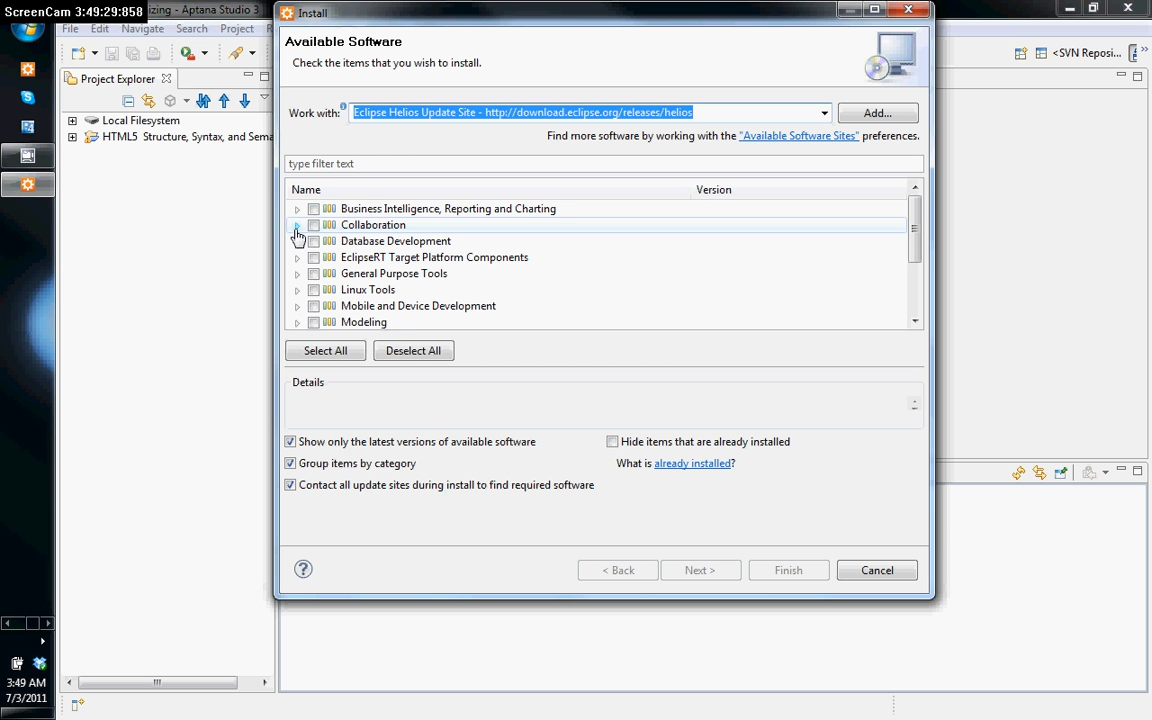 ScreenCam 3:49:29:858
izing - Aptana Studio 3
Install
File Edit Navigate Search Project
Available Software
Check the items that you wish to install.
<SVN Reposi...
Project Explorer
Work with: Eclipse Helios Update Site - http://download.eclipse.org/releases/helios Add...
Find more software by working with the "Available Software Sites" preferences.
Local Filesystem
HTML5 Structure, Syntax, and Sema
type filter text
Name Version
Business Intelligence, Reporting and Charting
Collaboration
Database Development
EclipseRT Target Platform Components
General Purpose Tools
Linux Tools
Mobile and Device Development
Modeling
Select All Deselect All
Details
Show only the latest versions of available software Hide items that are already installed
Group items by category What is already installed?
Contact all update sites during install to find required software
< Back Next > Finish Cancel
3:49 AM
7/3/2011